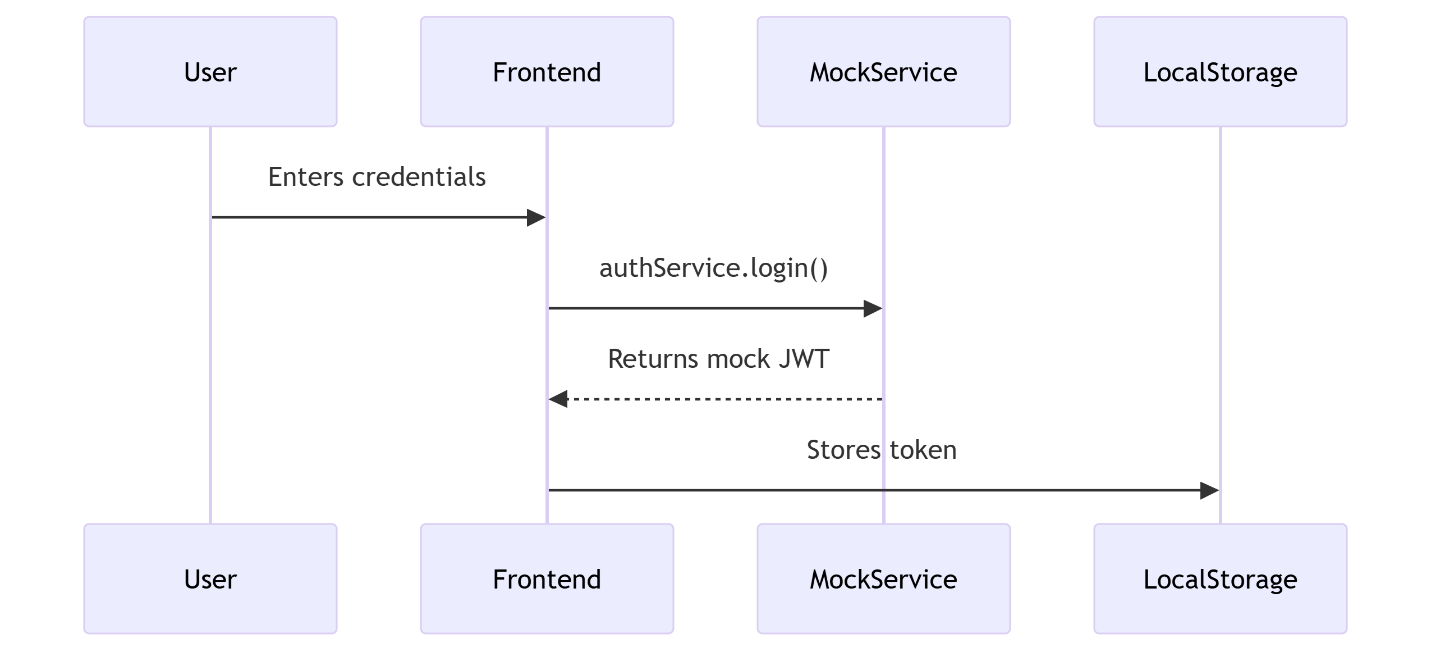 User
Frontend
MockService
LocalStorage
Enters credentials
authService.login()
Returns mock JWT
Stores token
User
Frontend
MockService
LocalStorage